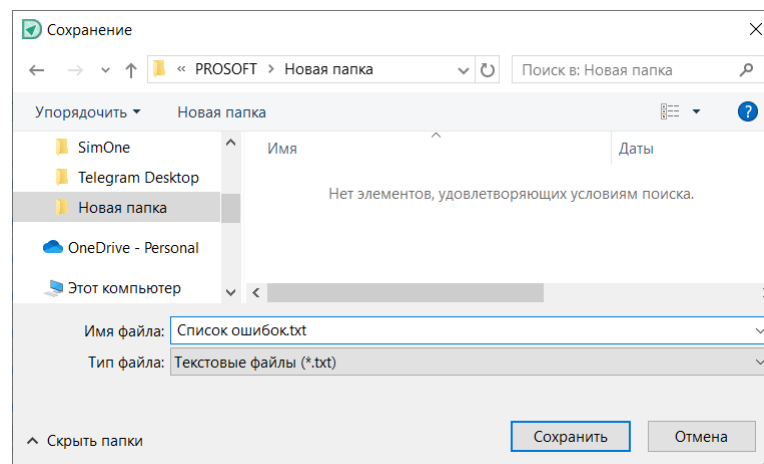 Сохранение
« PROSOFT > Новая папка
Поиск в: Новая папка
Упорядочить
Новая папка
?
SimOne
Telegram Desktop
Новая папка
OneDrive - Personal
Этот компьютер
Имя
Даты
Нет элементов, удовлетворяющих условиям поиска.
Имя файла: Список ошибок.txt
Тип файла: Текстовые файлы (*.txt)
Скрыть папки
Сохранить
Отмена